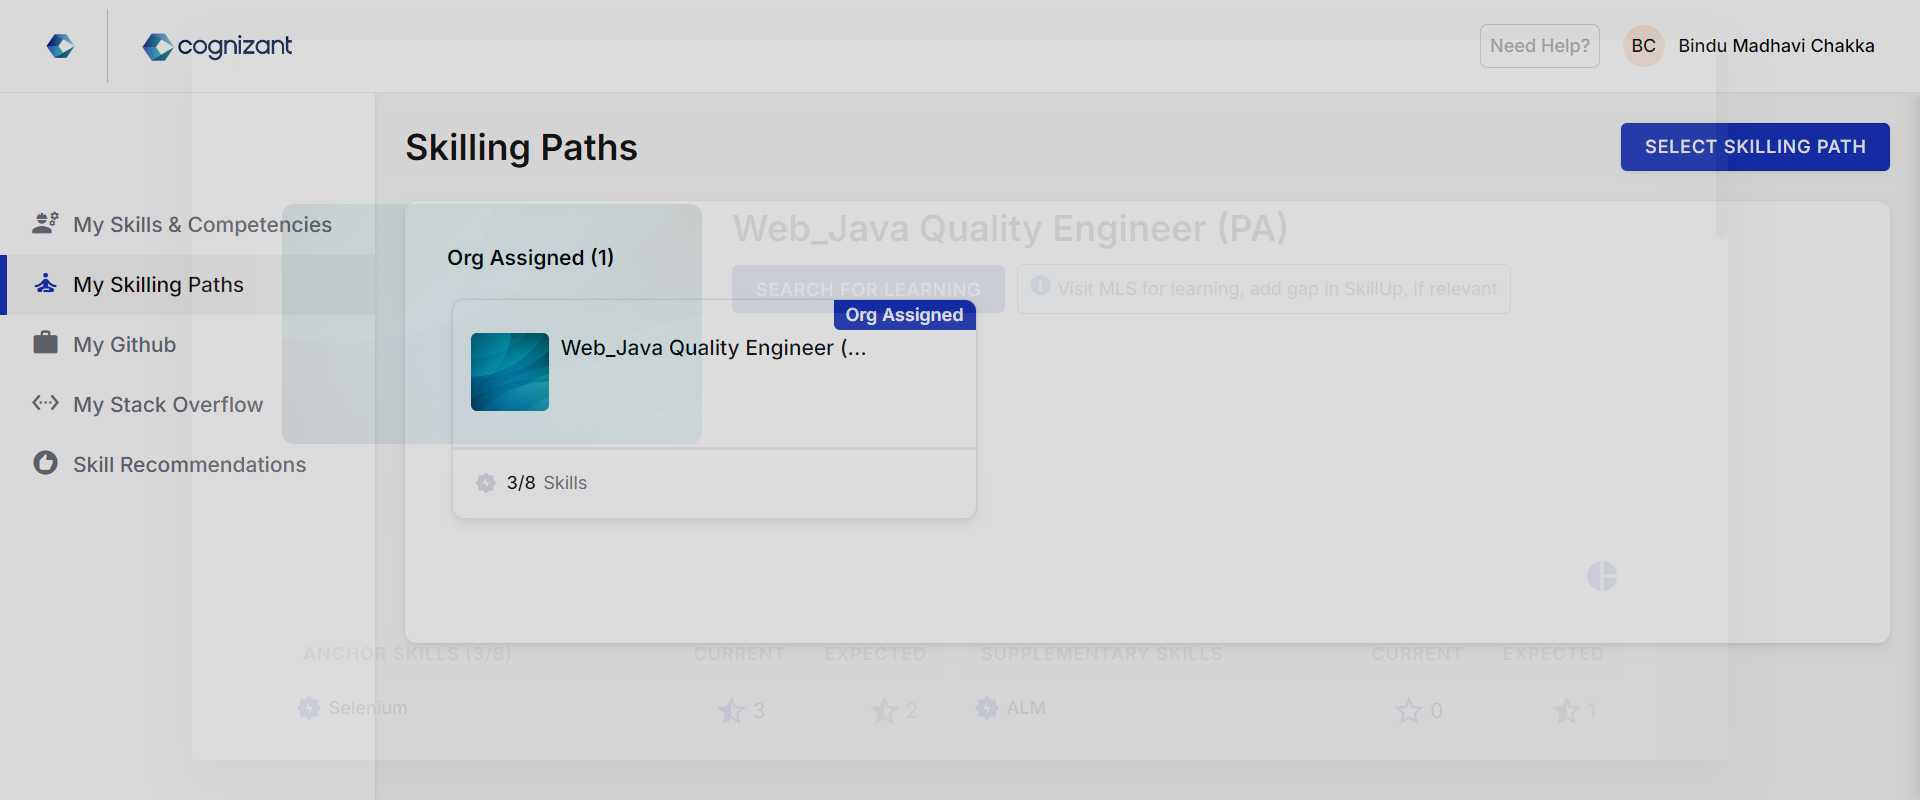 cognizant
Need Help?
BC
Bindu Madhavi Chakka
Skilling Paths
SELECT SKILLING PATH
My Skills & Competencies
My Skilling Paths
My Github
My Stack Overflow
Skill Recommendations
Org Assigned (1)
Org Assigned
Web_Java Quality Engineer (...
3/8 Skills
Web_Java Quality Engineer (PA)
SEARCH FOR LEARNING
Visit MLS for learning, add gap in SkillUp, if relevant
ANCHOR SKILLS (3/8) CURRENT EXPECTED
Selenium 3 2
SUPPLEMENTARY SKILLS CURRENT EXPECTED
ALM 0 1